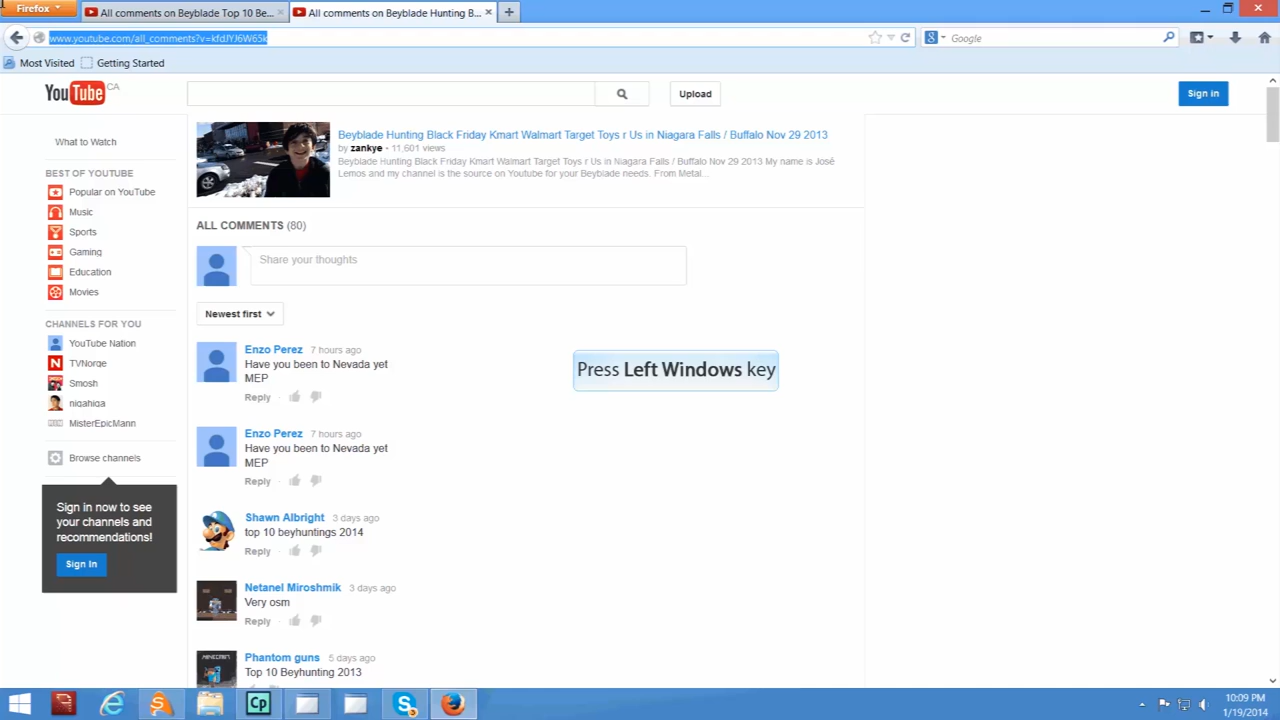 Firefox
All comments on Beyblade Top 10 Be...
All comments on Beyblade Hunting B...
www.youtube.com/all_comments?v=kfdJYJ6W65k
Google
Most Visited
Getting Started
YouTube CA
Upload
Sign in
What to Watch
BEST OF YOUTUBE
Popular on YouTube
Music
Sports
Gaming
Education
Movies
CHANNELS FOR YOU
YouTube Nation
TVNorge
Smosh
nigahiga
MisterEpicMann
Browse channels
Sign in now to see
your channels and
recommendations!
Sign In
Beyblade Hunting Black Friday Kmart Walmart Target Toys r Us in Niagara Falls / Buffalo Nov 29 2013
by zankye • 11,601 views
Beyblade Hunting Black Friday Kmart Walmart Target Toys r Us in Niagara Falls / Buffalo Nov 29 2013 My name is José
Lemos and my channel is the source on Youtube for your Beyblade needs. From Metal...
ALL COMMENTS (80)
Share your thoughts
Newest first
Enzo Perez 7 hours ago
Have you been to Nevada yet
MEP
Reply
Enzo Perez 7 hours ago
Have you been to Nevada yet
MEP
Reply
Shawn Albright 3 days ago
top 10 beyhuntings 2014
Reply
Netanel Miroshmik 3 days ago
Very osm
Reply
Phantom guns 5 days ago
Top 10 Beyhunting 2013
Press Left Windows key
Cp
10:09 PM
1/19/2014